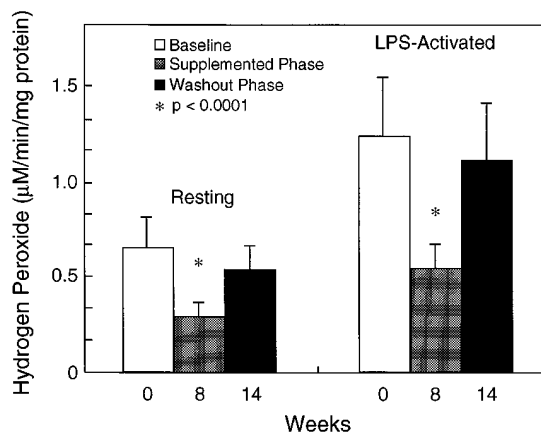 Hydrogen Peroxide (µM/min/mg protein)
1.5
1.0
0.5
0
Baseline
Supplemented Phase
Washout Phase
* p < 0.0001
LPS-Activated
Resting
*
*
0 8 14 0 8 14
Weeks